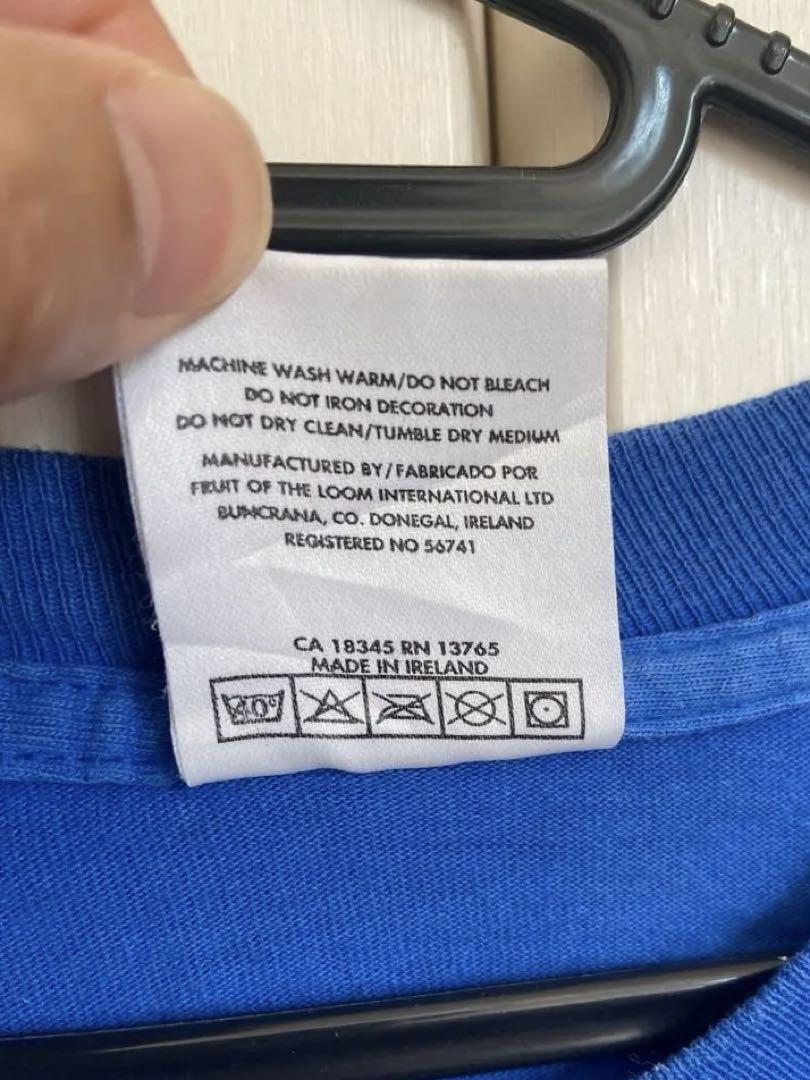 MACHINE WASH WARM/DO NOT BLEACH
DO NOT IRON DECORATION
DO NOT DRY CLEAN/TUMBLE DRY MEDIUM
MANUFACTURED BY/FABRICADO POR
FRUIT OF THE LOOM INTERNATIONAL LTD
BUNCRANA, CO. DONEGAL, IRELAND
REGISTERED NO 56741
CA 18345 RN 13765
MADE IN IRELAND
40°